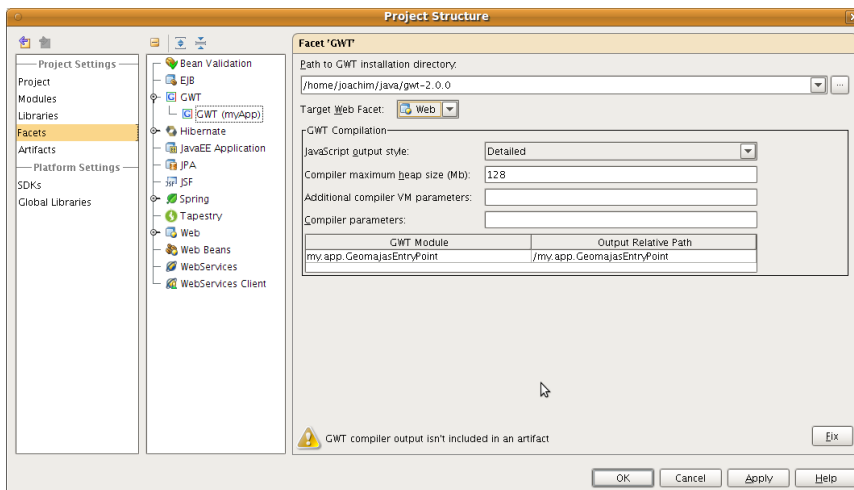 Project Structure
Project Settings
Project
Modules
Libraries
Facets
Artifacts
Platform Settings
SDKs
Global Libraries
Bean Validation
EJB
GWT
GWT (myApp)
Hibernate
JavaEE Application
JPA
JSF
Spring
Tapestry
Web
Web Beans
WebServices
WebServices Client
Facet 'GWT'
Path to GWT installation directory:
/home/joachim/java/gwt-2.0.0
...
Target Web Facet: Web
GWT Compilation
JavaScript output style: Detailed
Compiler maximum heap size (Mb): 128
Additional compiler VM parameters:
Compiler parameters:
GWT Module Output Relative Path
my.app.GeomajasEntryPoint /my.app.GeomajasEntryPoint
GWT compiler output isn't included in an artifact
Fix
OK Cancel Apply Help